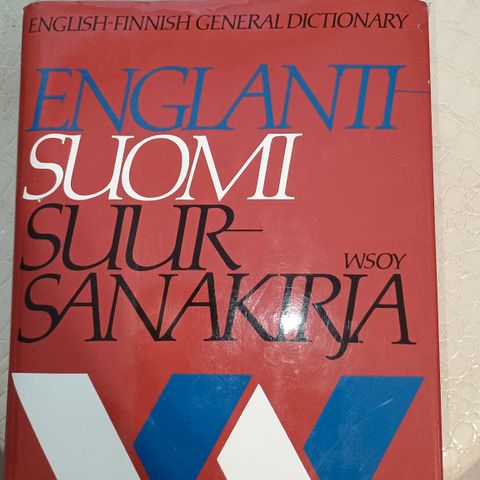 ENGLISH-FINNISH GENERAL DICTIONARY
ENGLANTI-
SUOMI
SUUR-
WSOY
SANAKIRJA